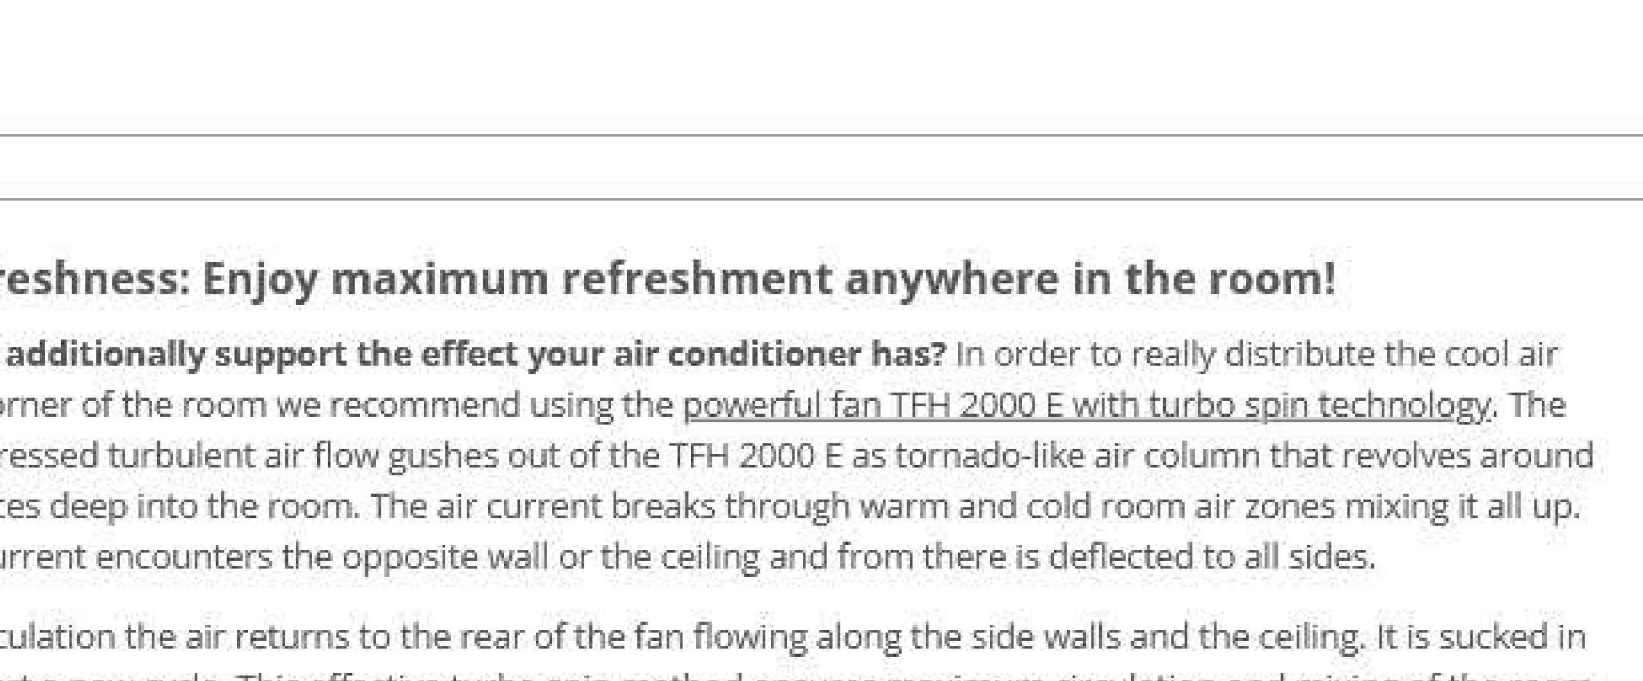 reshness: Enjoy maximum refreshment anywhere in the room!
additionally support the effect your air conditioner has? In order to really distribute the cool air
orner of the room we recommend using the powerful fan TFH 2000 E with turbo spin technology. The
ressed turbulent air flow gushes out of the TFH 2000 E as tornado-like air column that revolves around
tes deep into the room. The air current breaks through warm and cold room air zones mixing it all up.
urrent encounters the opposite wall or the ceiling and from there is deflected to all sides.
culation the air returns to the rear of the fan flowing along the side walls and the ceiling. It is sucked in